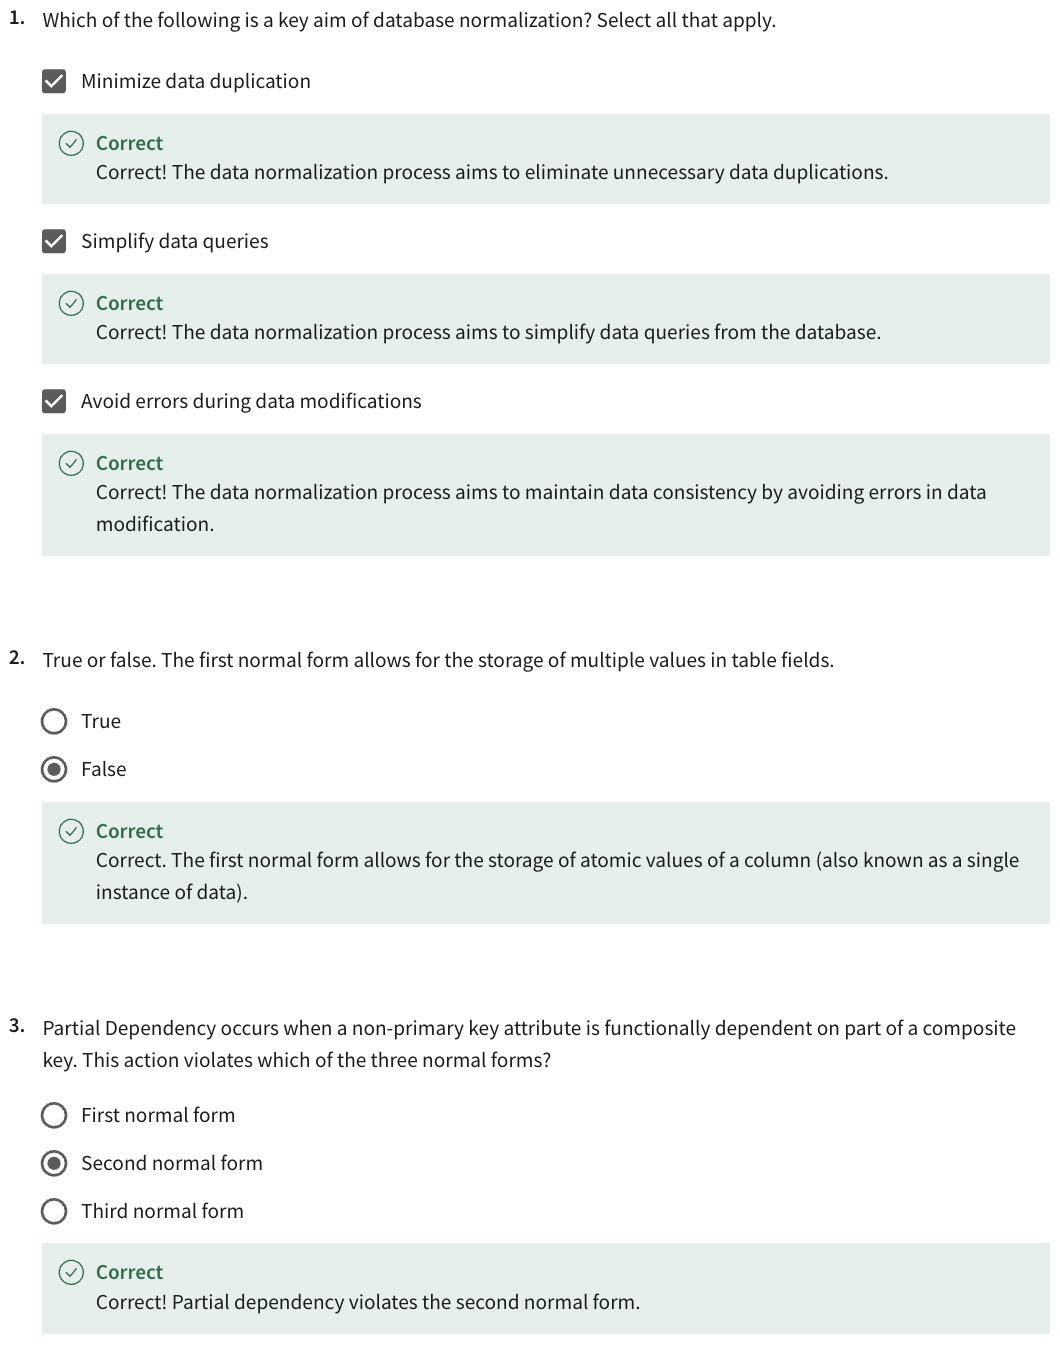 1. Which of the following is a key aim of database normalization? Select all that apply.
Minimize data duplication
Correct
Correct! The data normalization process aims to eliminate unnecessary data duplications.
Simplify data queries
Correct
Correct! The data normalization process aims to simplify data queries from the database.
Avoid errors during data modifications
Correct
Correct! The data normalization process aims to maintain data consistency by avoiding errors in data
modification.
2. True or false. The first normal form allows for the storage of multiple values in table fields.
True
False
Correct
Correct. The first normal form allows for the storage of atomic values of a column (also known as a single
instance of data).
3. Partial Dependency occurs when a non-primary key attribute is functionally dependent on part of a composite
key. This action violates which of the three normal forms?
First normal form
Second normal form
Third normal form
Correct
Correct! Partial dependency violates the second normal form.